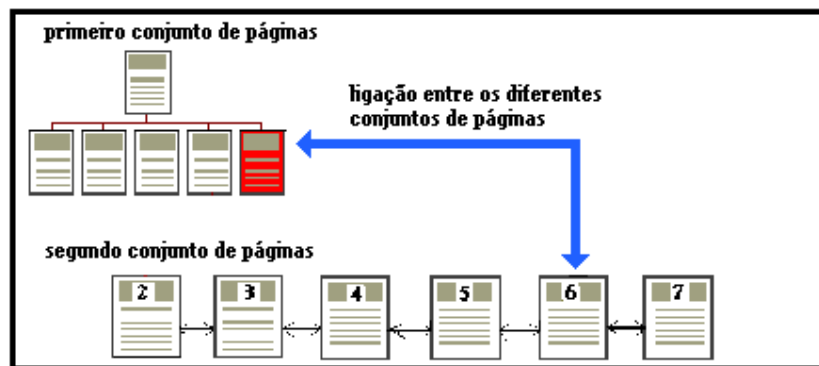 primeiro conjunto de páginas
ligação entre os diferentes
conjuntos de páginas
segundo conjunto de páginas
2 3 4 5 6 7